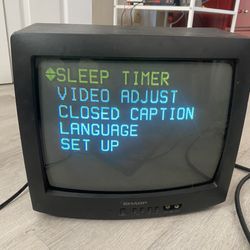 SLEEP TIMER
VIDEO ADJUST
CLOSED CAPTION
LANGUAGE
SET UP
SHARP